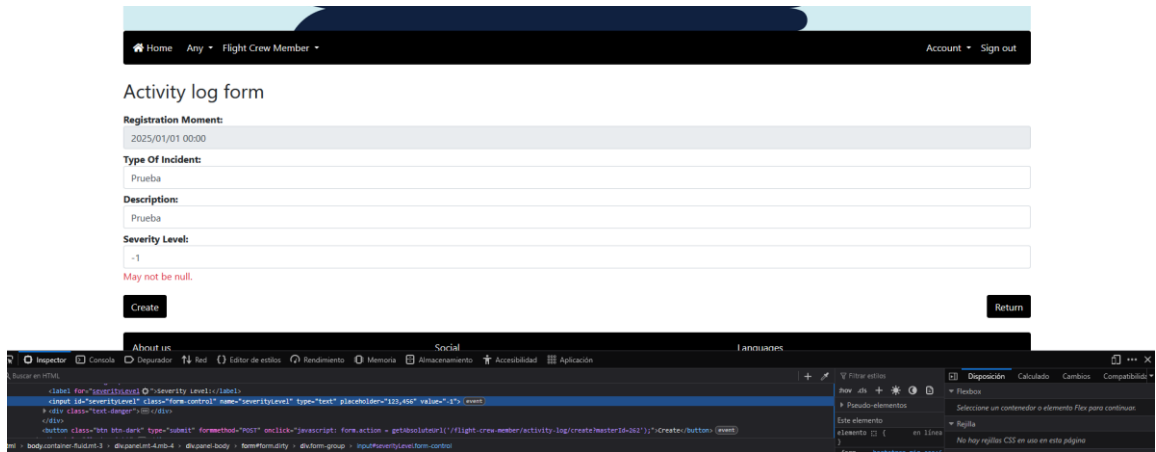 Home Any Flight Crew Member Account Sign out
Activity log form
Registration Moment:
2025/01/01 00:00
Type Of Incident:
Prueba
Description:
Prueba
Severity Level:
-1
May not be null.
Create Return
About us Social Languages
Inspector Consola Depurador Red Editor de estilos Rendimiento Memoria Almacenamiento Accesibilidad Aplicación
Buscar en HTML Filtrar estilos Disposición Calculado Cambios Compatibilida
<label for="severityLevel">Severity Level:</label>
:hov .cls Flexbox
<input id="severityLevel" class="form-control" name="severityLevel" type="text" placeholder="123,456" value="-1"> event
Pseudo-elementos Seleccione un contenedor o elemento Flex para continuar.
<div class="text-danger"></div>
Este elemento
</div>
elemento { en línea Rejilla
<button class="btn btn-dark" type="submit" formmethod="POST" onclick="javascript: form.action = getAbsoluteUrl('/flight-crew-member/activity-log/create?masterId=262');">Create</button> event
} No hay rejillas CSS en uso en esta página
html > body.container-fluid.mt-3 > div.panel.mt-4.mb-4 > div.panel-body > form#form.dirty > div.form-group > input#severityLevel.form-control